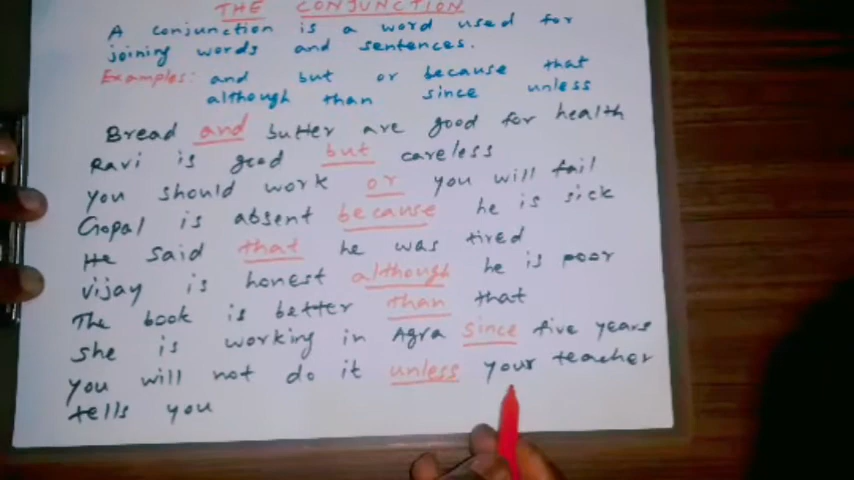 THE CONJUNCTION
A conjunction is a word used for
joining words and sentences.
Examples: and but or because that
although than since unless
Bread and butter are good for health
Ravi is good but careless
You should work or you will fail
Gopal is absent because he is sick
He said that he was tired
Vijay is honest although he is poor
The book is better than that
She is working in Agra since five years
You will not do it unless your teacher
tells you